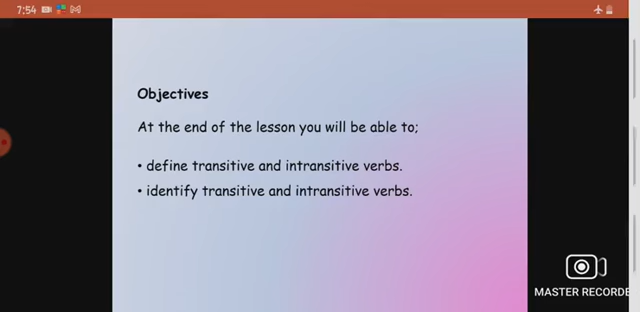 7:54
Objectives
At the end of the lesson you will be able to;
• define transitive and intransitive verbs.
• identify transitive and intransitive verbs.
MASTER RECORDE